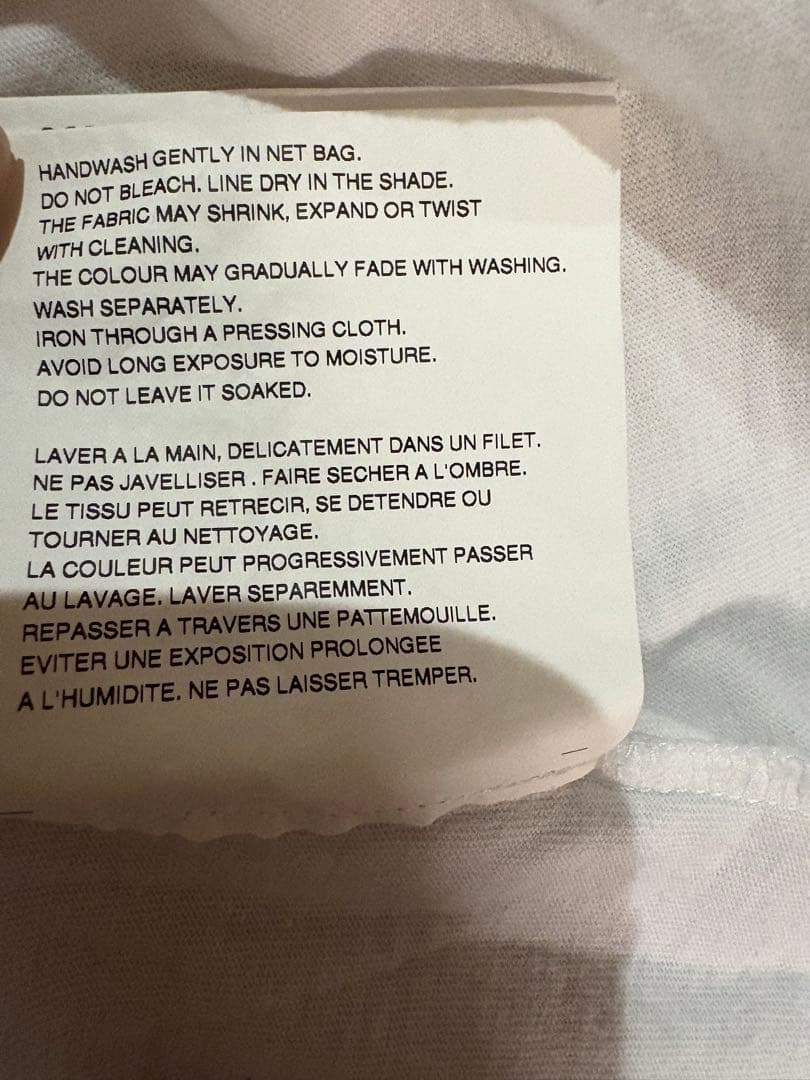 HANDWASH GENTLY IN NET BAG.
DO NOT BLEACH. LINE DRY IN THE SHADE.
THE FABRIC MAY SHRINK, EXPAND OR TWIST
WITH CLEANING.
THE COLOUR MAY GRADUALLY FADE WITH WASHING.
WASH SEPARATELY.
IRON THROUGH A PRESSING CLOTH.
AVOID LONG EXPOSURE TO MOISTURE.
DO NOT LEAVE IT SOAKED.
LAVER A LA MAIN, DELICATEMENT DANS UN FILET.
NE PAS JAVELLISER . FAIRE SECHER A L'OMBRE.
LE TISSU PEUT RETRECIR, SE DETENDRE OU
TOURNER AU NETTOYAGE.
LA COULEUR PEUT PROGRESSIVEMENT PASSER
AU LAVAGE. LAVER SEPAREMMENT.
REPASSER A TRAVERS UNE PATTEMOUILLE.
EVITER UNE EXPOSITION PROLONGEE
A L'HUMIDITE. NE PAS LAISSER TREMPER.